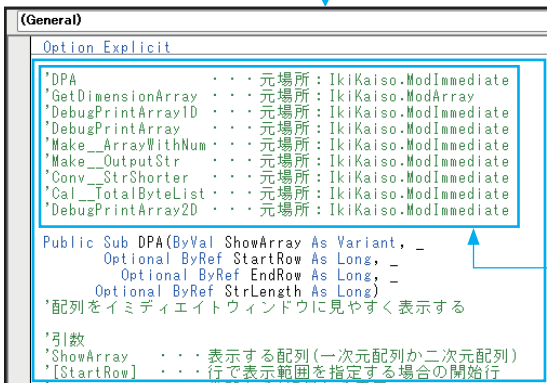 (General)
Option Explicit
'DPA ・・・元場所：IkiKaiso.ModImmediate
'GetDimensionArray ・・・元場所：IkiKaiso.ModArray
'DebugPrintArray1D ・・・元場所：IkiKaiso.ModImmediate
'DebugPrintArray ・・・元場所：IkiKaiso.ModImmediate
'Make__ArrayWithNum・・・元場所：IkiKaiso.ModImmediate
'Make__OutputStr ・・・元場所：IkiKaiso.ModImmediate
'Conv__StrShorter ・・・元場所：IkiKaiso.ModImmediate
'Cal__TotalByteList・・・元場所：IkiKaiso.ModImmediate
'DebugPrintArray2D ・・・元場所：IkiKaiso.ModImmediate
Public Sub DPA(ByVal ShowArray As Variant, _
Optional ByRef StartRow As Long, _
Optional ByRef EndRow As Long, _
Optional ByRef StrLength As Long)
'配列をイミディエイトウィンドウに見やすく表示する
'引数
'ShowArray ・・・表示する配列(一次元配列か二次元配列)
'[StartRow] ・・・行で表示範囲を指定する場合の開始行